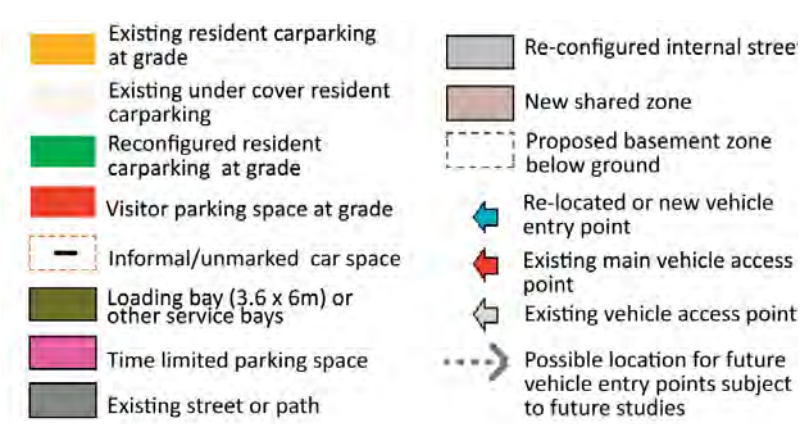 Existing resident carparking
at grade
Existing under cover resident
carparking
Reconfigured resident
carparking at grade
Visitor parking space at grade
Informal/unmarked car space
Loading bay (3.6 x 6m) or
other service bays
Time limited parking space
Existing street or path
Re-configured internal street
New shared zone
Proposed basement zone
below ground
Re-located or new vehicle
entry point
Existing main vehicle access
point
Existing vehicle access point
Possible location for future
vehicle entry points subject
to future studies